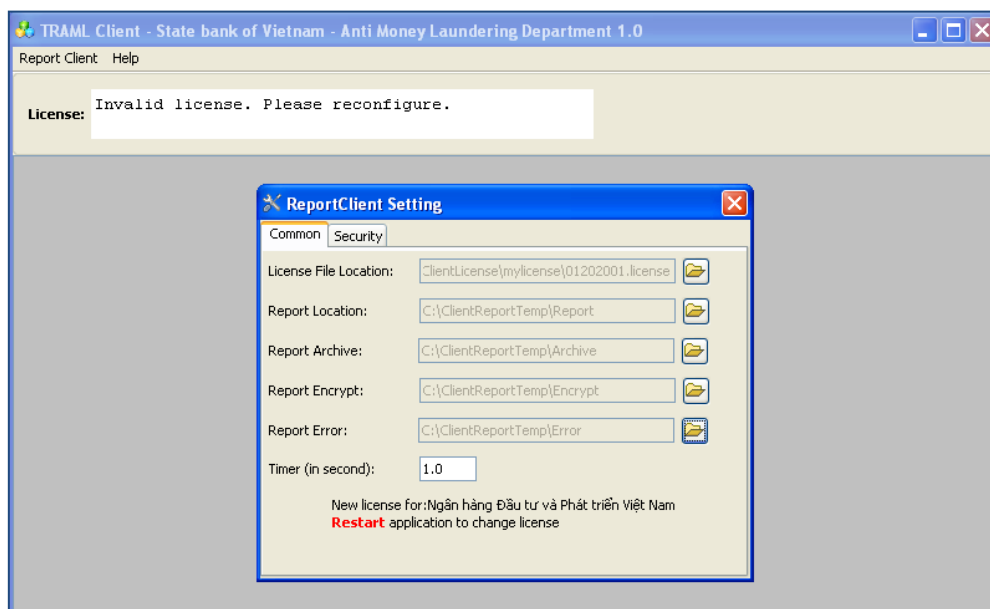 TRAML Client - State bank of Vietnam - Anti Money Laundering Department 1.0
Report Client Help
License: Invalid license. Please reconfigure.
ReportClient Setting
Common Security
License File Location: ClientLicense\mylicense\01202001.license
Report Location: C:\ClientReportTemp\Report
Report Archive: C:\ClientReportTemp\Archive
Report Encrypt: C:\ClientReportTemp\Encrypt
Report Error: C:\ClientReportTemp\Error
Timer (in second): 1.0
New license for:Ngân hàng Đầu tư và Phát triển Việt Nam
Restart application to change license